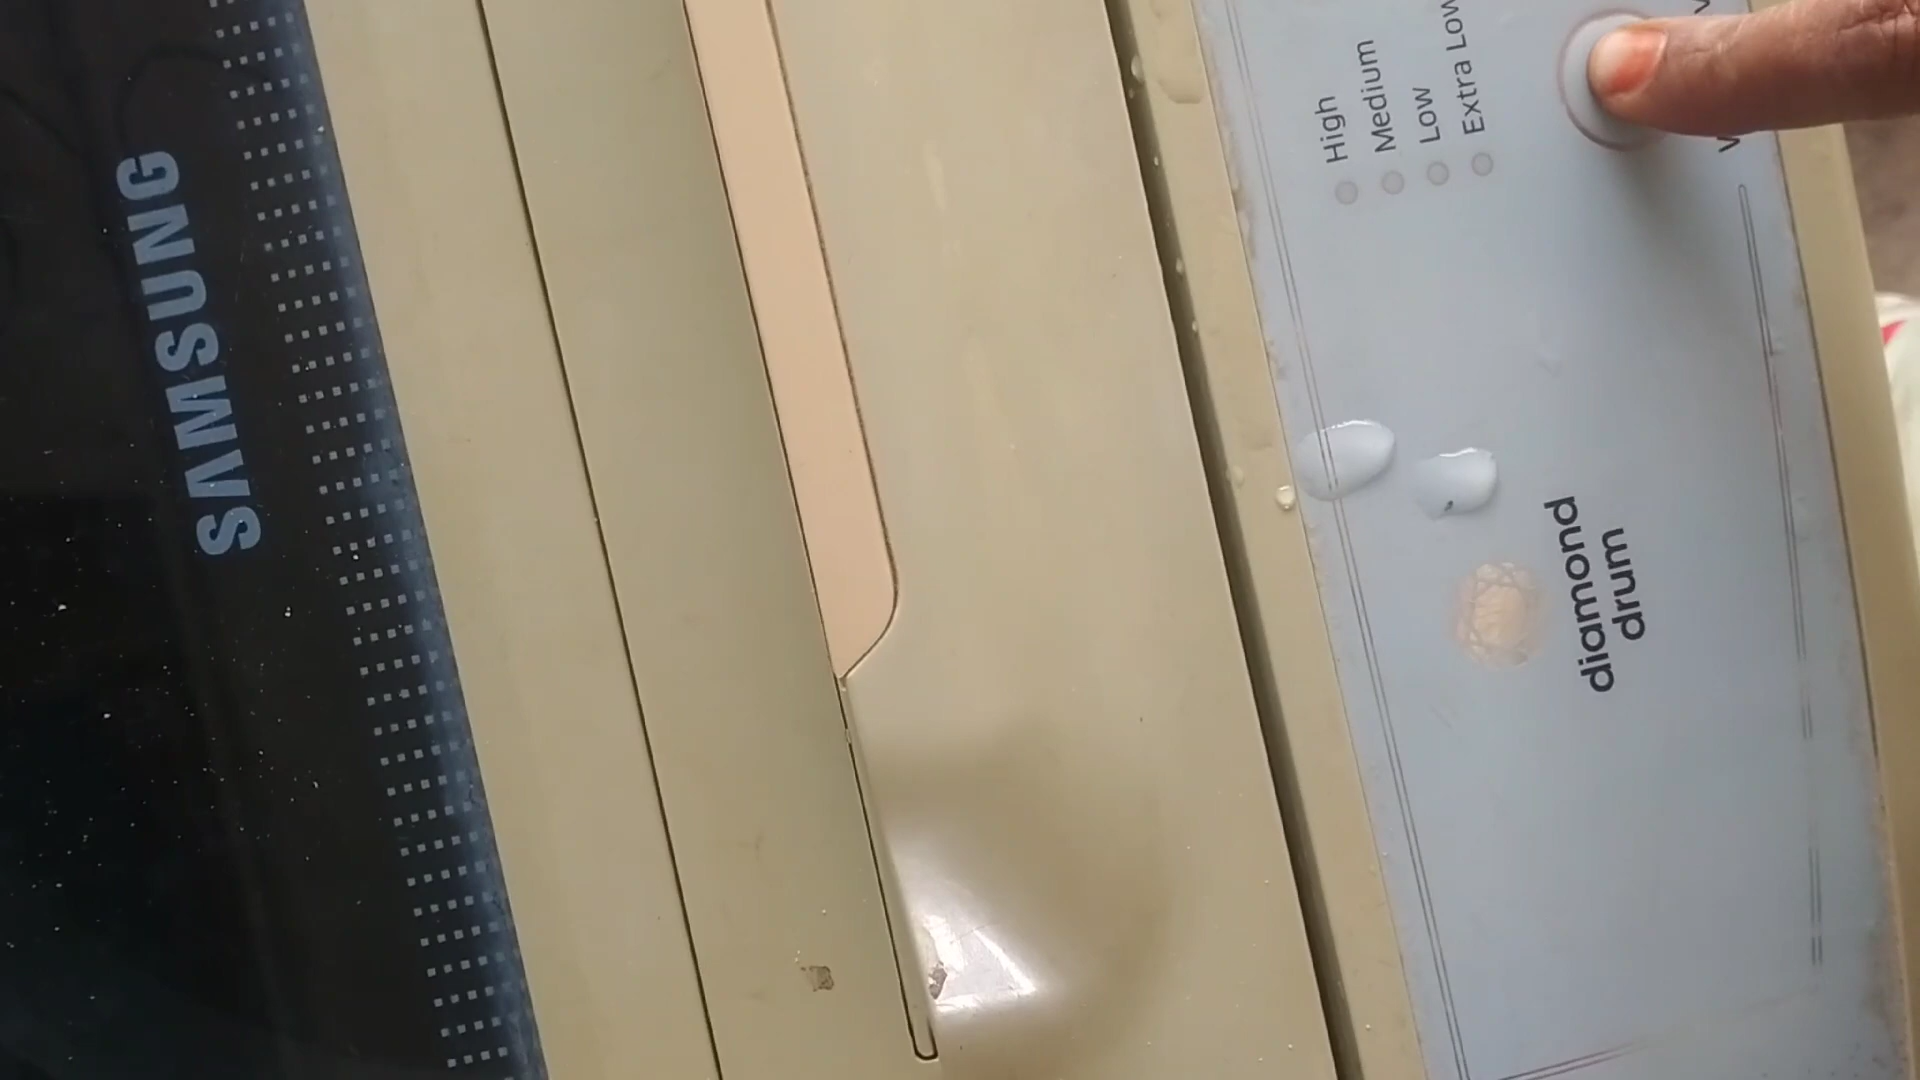 SAMSUNG
High
Medium
Low
Extra Low
diamond
drum